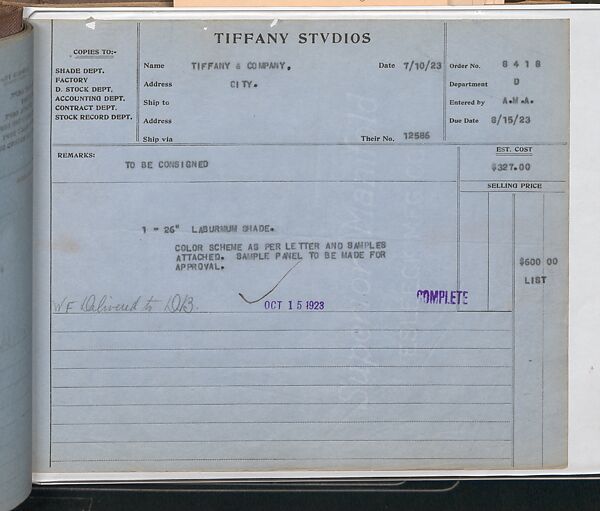 TIFFANY STVDIOS
COPIES TO:-
SHADE DEPT.
FACTORY
D. STOCK DEPT,
ACCOUNTING DEPT.
CONTRACT DEPT.
STOCK RECORD DEPT.
Name TIFFANY & COMPANY. Date 7/10/23
Address CITY.
Ship to
Address
Ship via Their No. 12586
Order No. 8418
Department D
Entered by A.M.A.
Due Date 8/15/23
REMARKS: TO BE CONSIGNED
EST. COST
$327.00
SELLING PRICE
1 - 26" LABURNUM SHADE.
COLOR SCHEME AS PER LETTER AND SAMPLES
ATTACHED. SAMPLE PANEL TO BE MADE FOR
APPROVAL.
$600 00
LIST
Delivered to
OCT 15 1923
COMPLETE